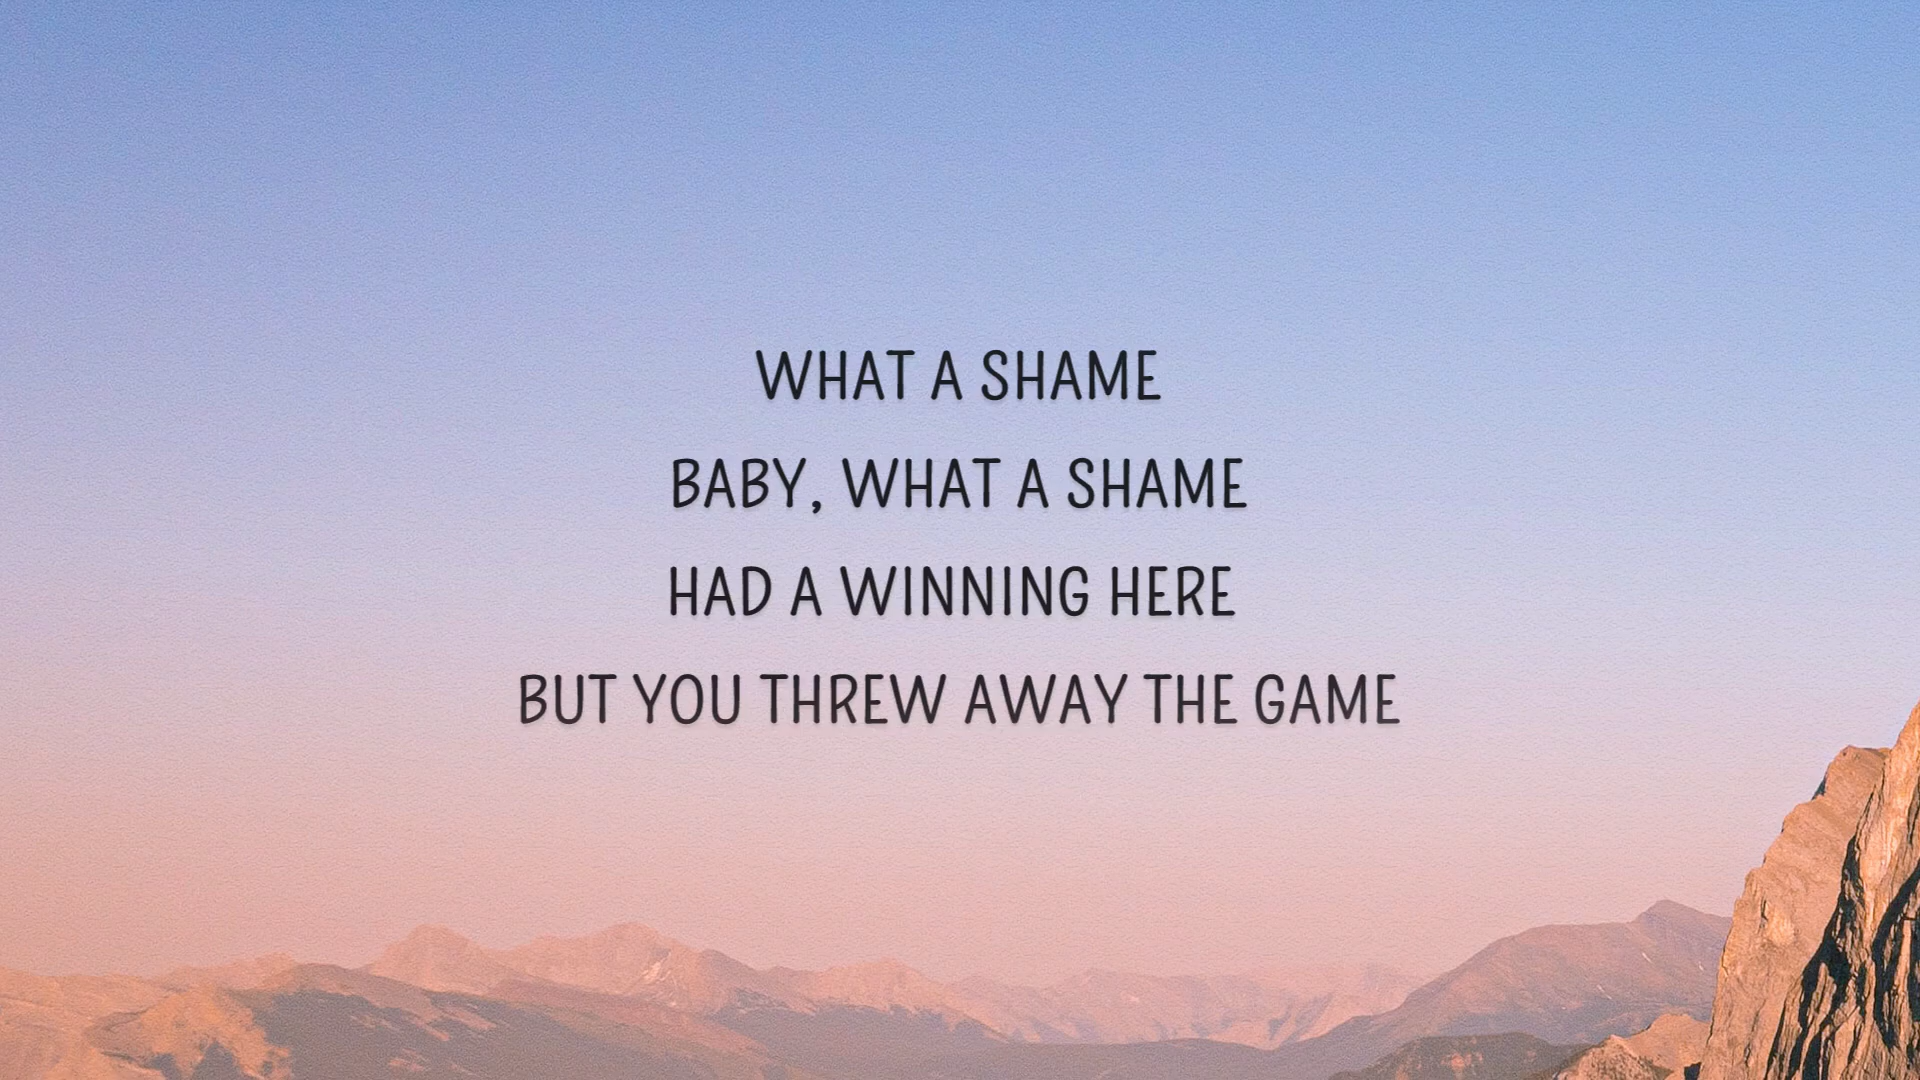 WHAT A SHAME
BABY, WHAT A SHAME
HAD A WINNING HERE
BUT YOU THREW AWAY THE GAME